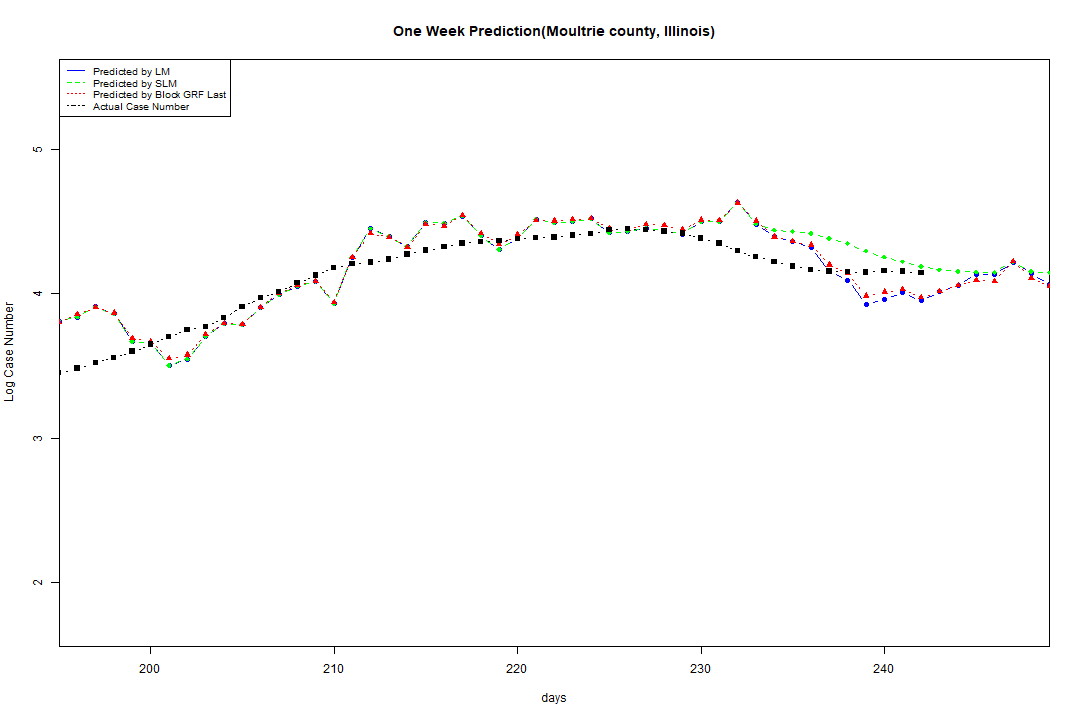 One Week Prediction(Moultrie county, Illinois)
Predicted by LM
Predicted by SLM
Predicted by Block GRF Last
Actual Case Number
5
4
3
2
Log Case Number
200 210 220 230 240
days